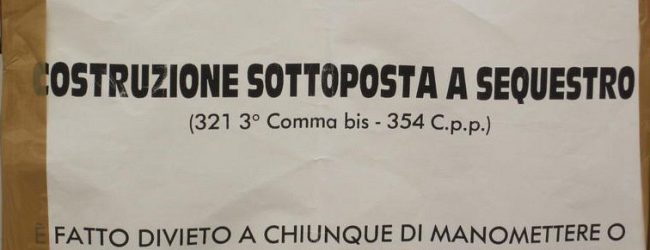 COSTRUZIONE SOTTOPOSTA A SEQUESTRO
(321 3° Comma bis - 354 C.p.p.)
È FATTO DIVIETO A CHIUNQUE DI MANOMETTERE O